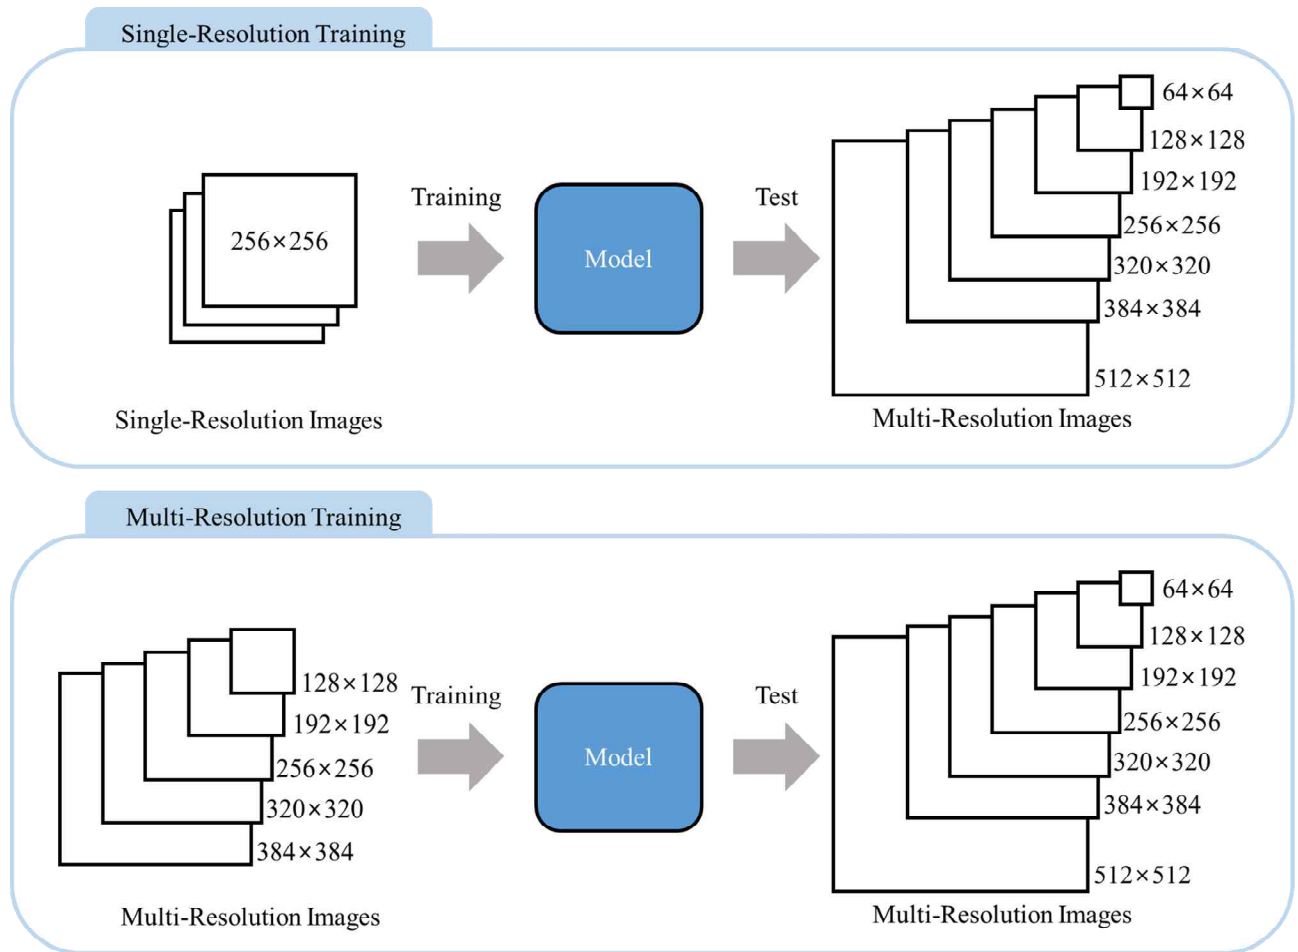 Single-Resolution Training
64×64
128×128
192×192
256×256
320×320
384×384
512×512
Training
Test
256×256
Model
Single-Resolution Images
Multi-Resolution Images
Multi-Resolution Training
64×64
128×128
192×192
256×256
320×320
384×384
512×512
128×128
192×192
256×256
320×320
384×384
Training
Test
Model
Multi-Resolution Images
Multi-Resolution Images